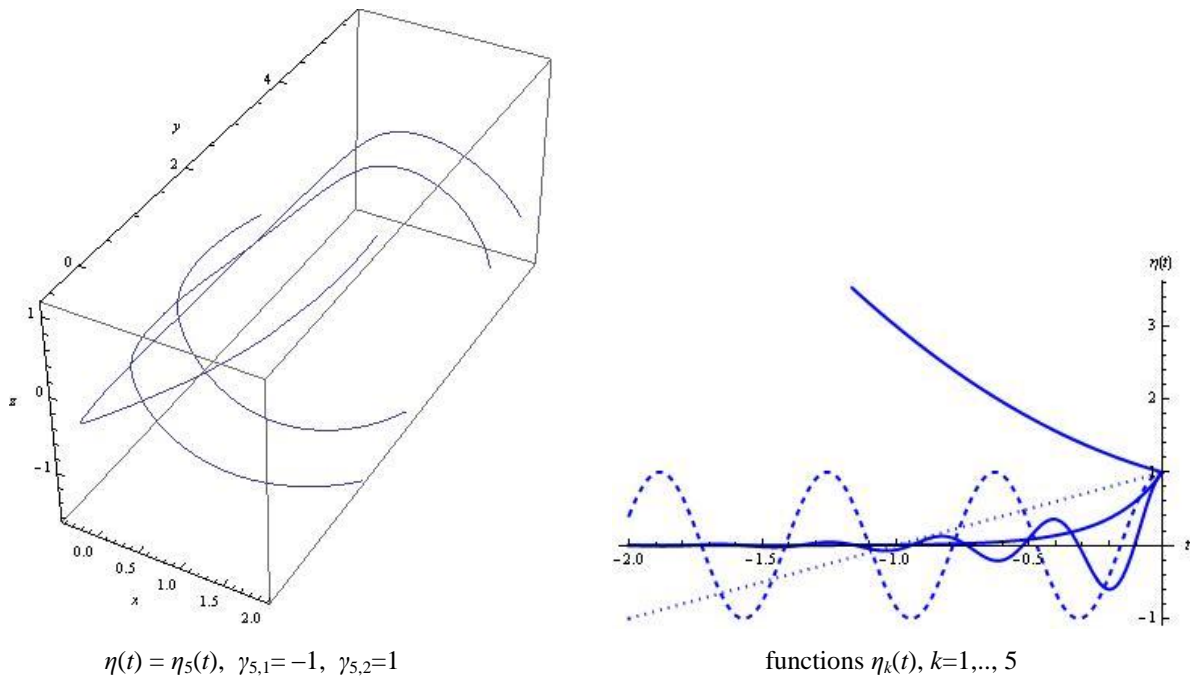 4
y
2
0
1
0
z
−1
0.0
0.5
1.0
x
1.5
2.0
η(t)
3
2
1
t
-2.0
-1.5
-1.0
-0.5
−1
η(t) = η₅(t), γ₅,₁= –1, γ₅,₂=1
functions ηₖ(t), k=1,.., 5